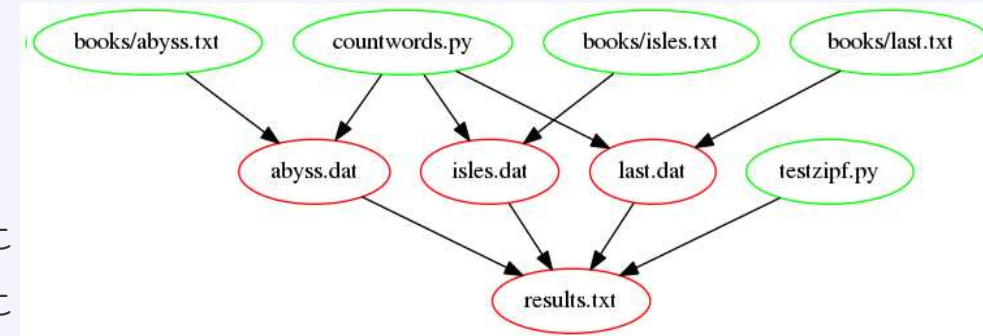 books/abyss.txt countwords.py books/isles.txt books/last.txt
abyss.dat isles.dat last.dat testzipf.py
results.txt